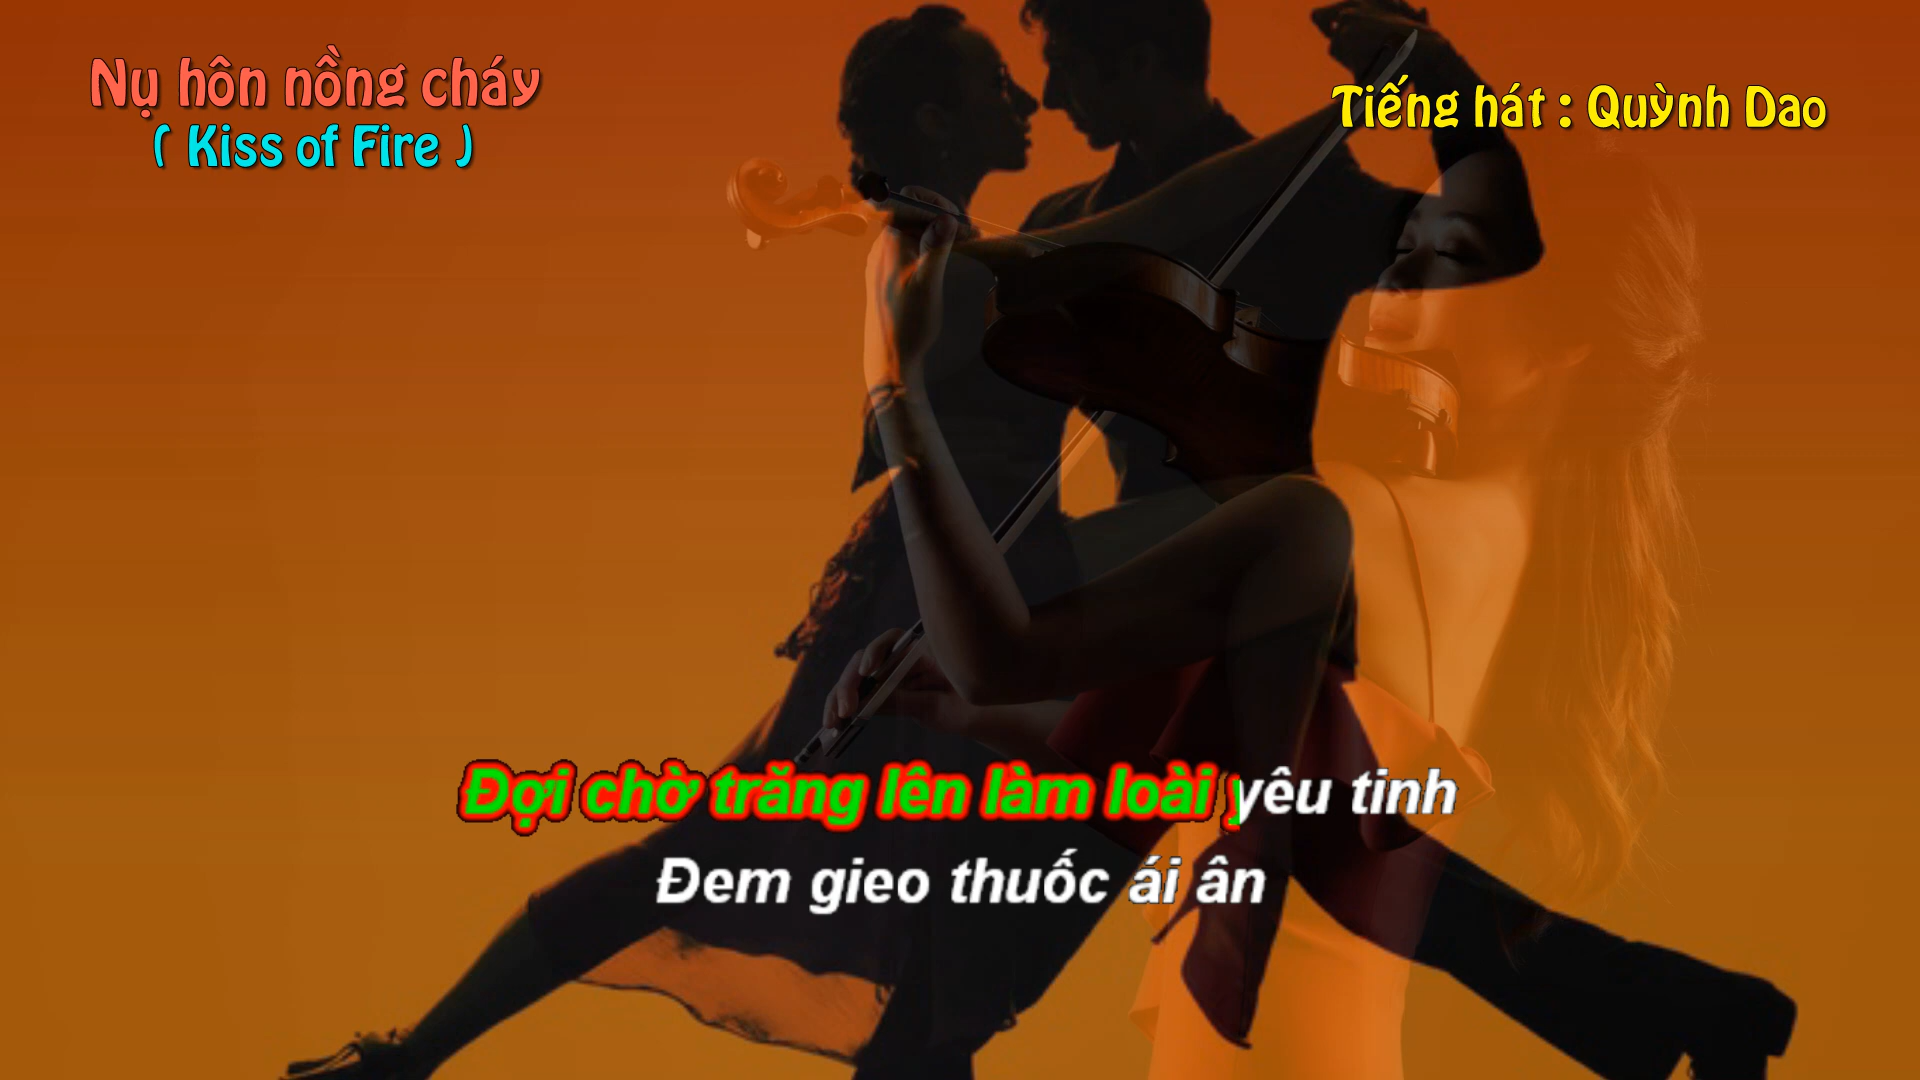 Nụ hôn nồng cháy
( Kiss of Fire )
Tiếng hát : Quỳnh Dao
Đợi chờ trăng lên làm loài yêu tinh
Đem gieo thuốc ái ân